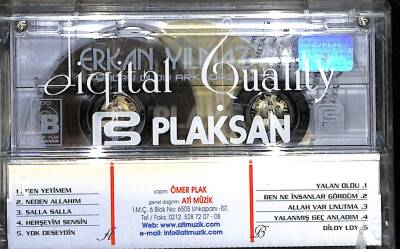 ERKAN YILMAZ
Digital Quality
PLAKSAN
1. BEN YETİMEM
2. NEDEN ALLAHIM
3. SALLA SALLA
4. HERŞEYİM SENSİN
5. YOK DESEYDİN
A
yapım: ÖMER PLAK
genel dağıtım: ATİ MÜZİK
İ.M.Ç. 6 Blok No: 6505 Unkapanı -İST.
Tel/Faks: 0212. 528 72 07 - 08
http://www.atimuzik.com
e-mail: info@atimuzik.com
B
YALAN OLDU .1
BEN NE İNSANLAR GÖRDÜM .2
ALLAH VAR UNUTMA .3
YALANMIŞ GEÇ ANLADIM .4
DILOY LOY .5